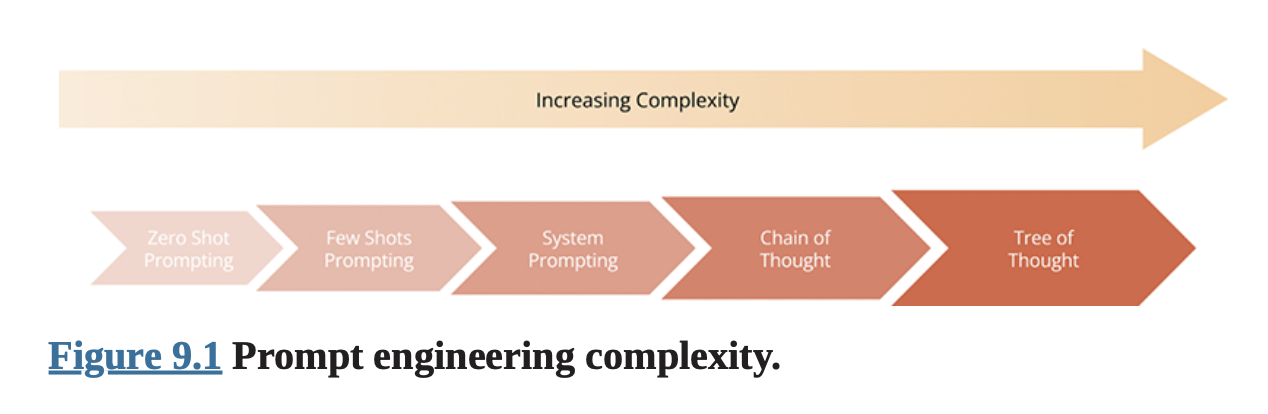 Increasing Complexity
Zero Shot
Prompting
Few Shots
Prompting
System
Prompting
Chain of
Thought
Tree of
Thought
Figure 9.1 Prompt engineering complexity.